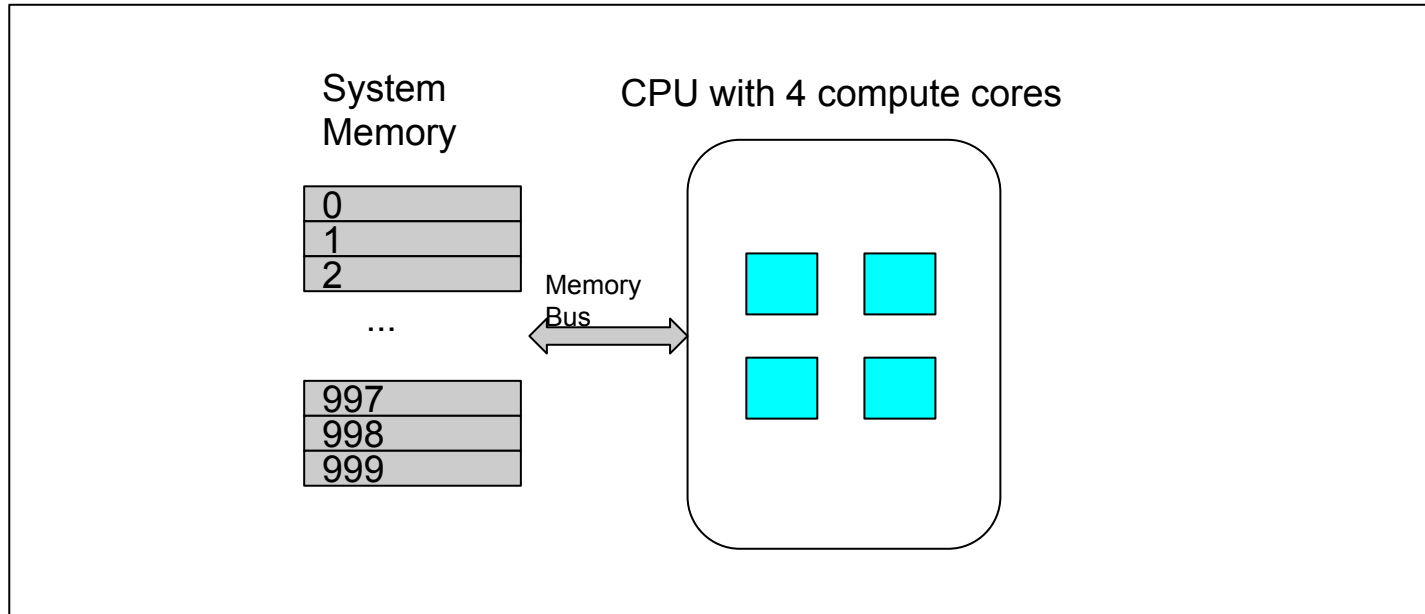 System
Memory
CPU with 4 compute cores
0
1
2
Memory
Bus
...
997
998
999